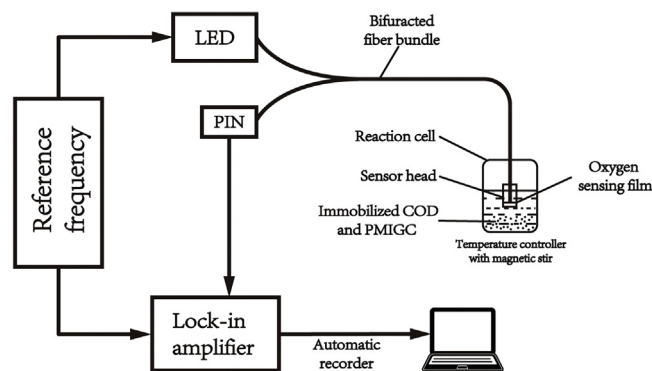 Bifuracted
fiber bundle
LED
PIN
Reference
frequency
Reaction cell
Sensor head
Oxygen
sensing film
Immobilized COD
and PMIGC
Temperature controller
with magnetic stir
Lock-in
amplifier
Automatic
recorder